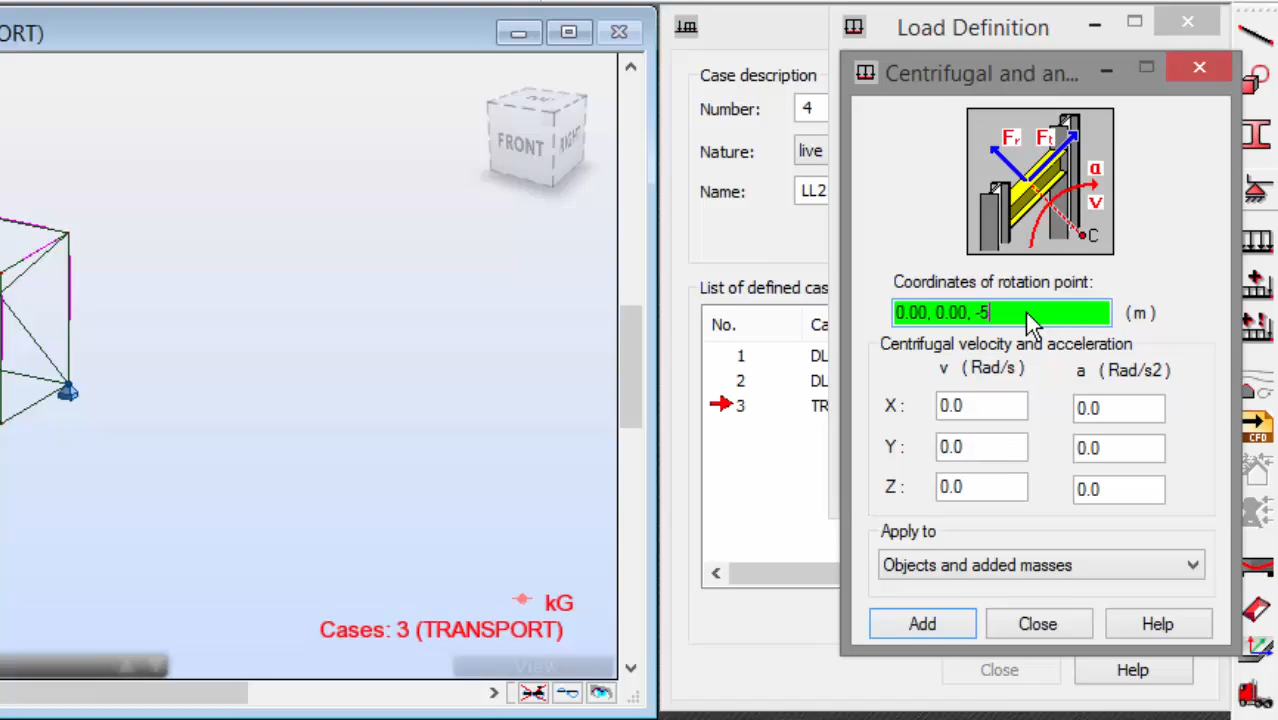 ORT)
FRONT
RIGHT
kG
Cases: 3 (TRANSPORT)
View
Case description
Number: 4
Nature: live
Name: LL2
List of defined cas
No. Ca
1 DL
2 DL
3 TR
Close
Help
Load Definition
Centrifugal and an...
Fr Ft
a
v
C
Coordinates of rotation point:
0.00, 0.00, -5 ( m )
Centrifugal velocity and acceleration
v ( Rad/s ) a ( Rad/s2 )
X : 0.0 0.0
Y : 0.0 0.0
Z : 0.0 0.0
Apply to
Objects and added masses
Add Close Help
CFD